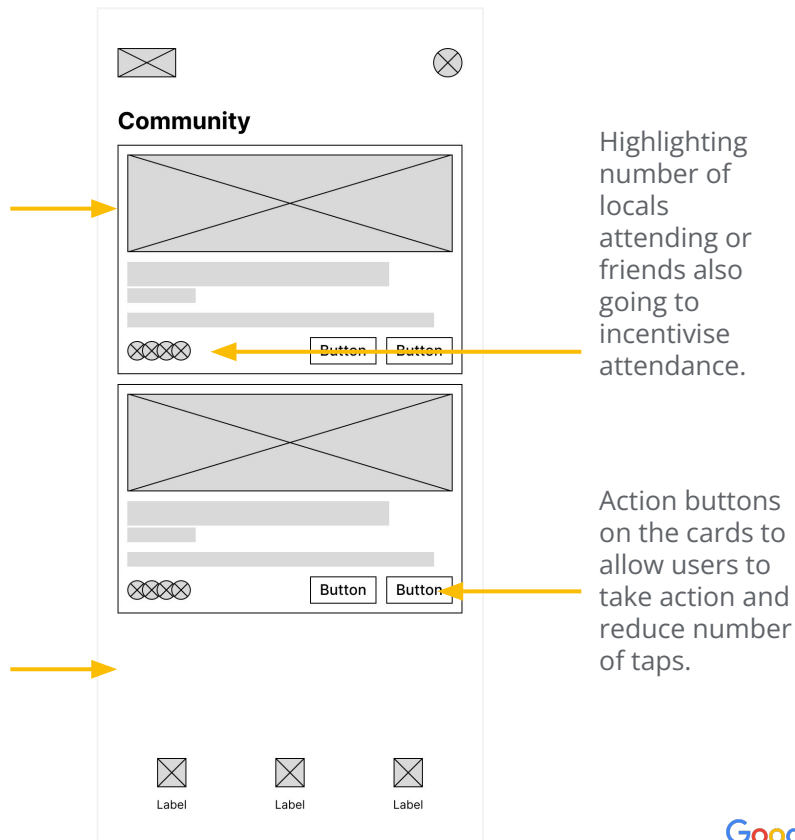 Community
Highlighting
number of
locals
attending or
friends also
going to
incentivise
attendance.
Button Button
Action buttons
on the cards to
allow users to
take action and
reduce number
of taps.
Button Button
Label Label Label